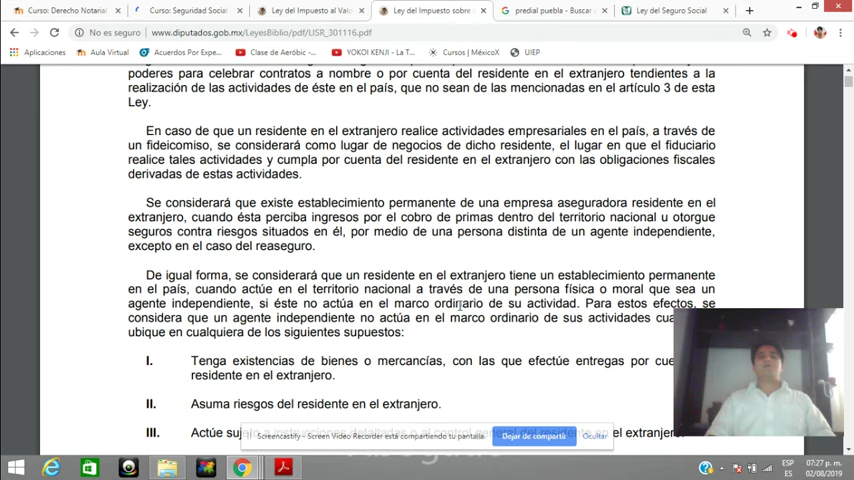 Curso: Derecho Notarial
Curso: Seguridad Social
Ley del Impuesto al Valo
Ley del Impuesto sobre
predial puebla - Buscar
Ley del Seguro Social
No es seguro
www.diputados.gob.mx/LeyesBiblio/pdf/LISR_301116.pdf
Aplicaciones
Aula Virtual
Acuerdos Por Expe...
Clase de Aeróbic -...
YOKOI KENJI - La T...
Cursos @MéxicoX
UIEP
poderes para celebrar contratos a nombre o por cuenta del residente en el extranjero tendientes a la
realización de las actividades de éste en el país, que no sean de las mencionadas en el artículo 3 de esta
Ley.
En caso de que un residente en el extranjero realice actividades empresariales en el país, a través de
un fideicomiso, se considerará como lugar de negocios de dicho residente, el lugar en que el fiduciario
realice tales actividades y cumpla por cuenta del residente en el extranjero con las obligaciones fiscales
derivadas de estas actividades.
Se considerará que existe establecimiento permanente de una empresa aseguradora residente en el
extranjero, cuando ésta perciba ingresos por el cobro de primas dentro del territorio nacional u otorgue
seguros contra riesgos situados en él, por medio de una persona distinta de un agente independiente,
excepto en el caso del reaseguro.
De igual forma, se considerará que un residente en el extranjero tiene un establecimiento permanente
en el país, cuando actúe en el territorio nacional a través de una persona física o moral que sea un
agente independiente, si éste no actúa en el marco ordinario de su actividad. Para estos efectos, se
considera que un agente independiente no actúa en el marco ordinario de sus actividades cua
ubique en cualquiera de los siguientes supuestos:
I. Tenga existencias de bienes o mercancías, con las que efectúe entregas por cue
residente en el extranjero.
II. Asuma riesgos del residente en el extranjero.
III. Actúe sujeto a instrucciones detalladas o al control general del residente en el extranjero.
Screencastify - Screen Video Recorder está compartiendo tu pantalla.
Dejar de compartir
Ocultar
ESP
ES
07:27 p. m.
02/08/2019